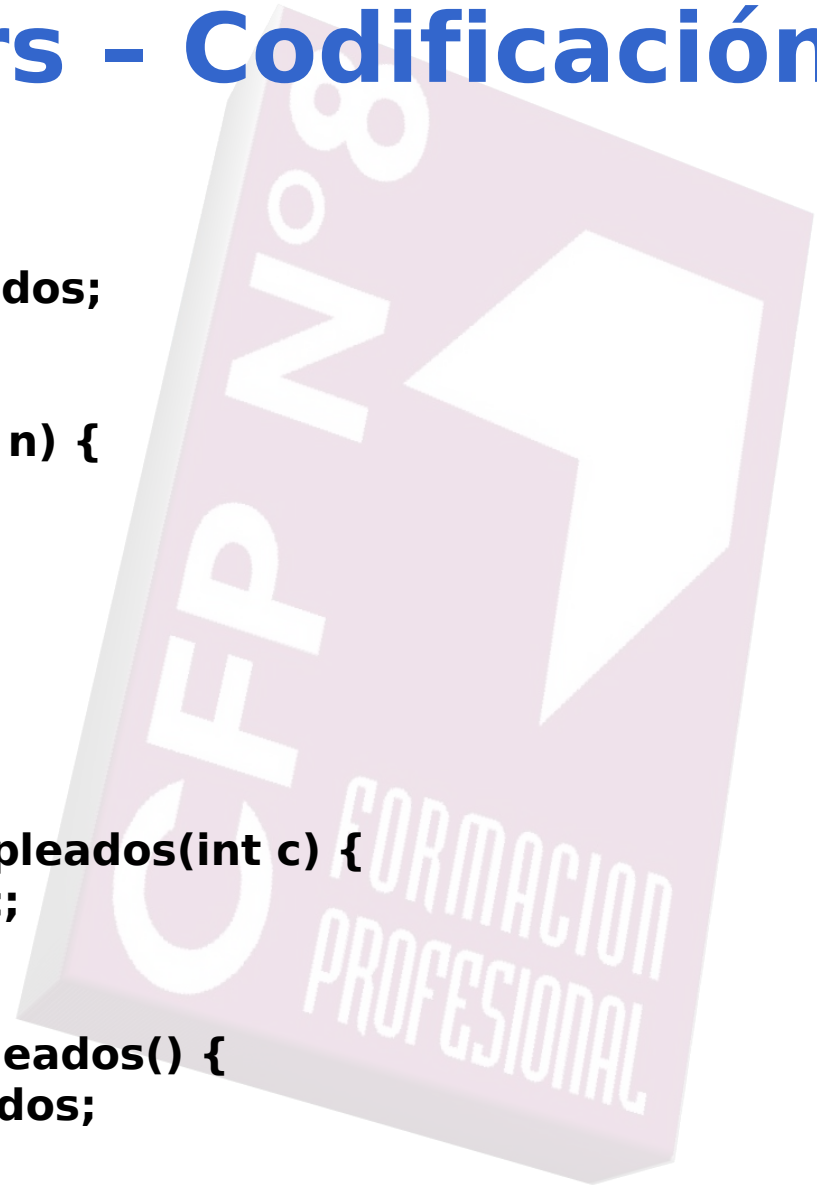 rs – Codificación
dos;
n) {
pleados(int c) {
;
eados() {
dos;
CFP N°8
FORMACION
PROFESIONAL